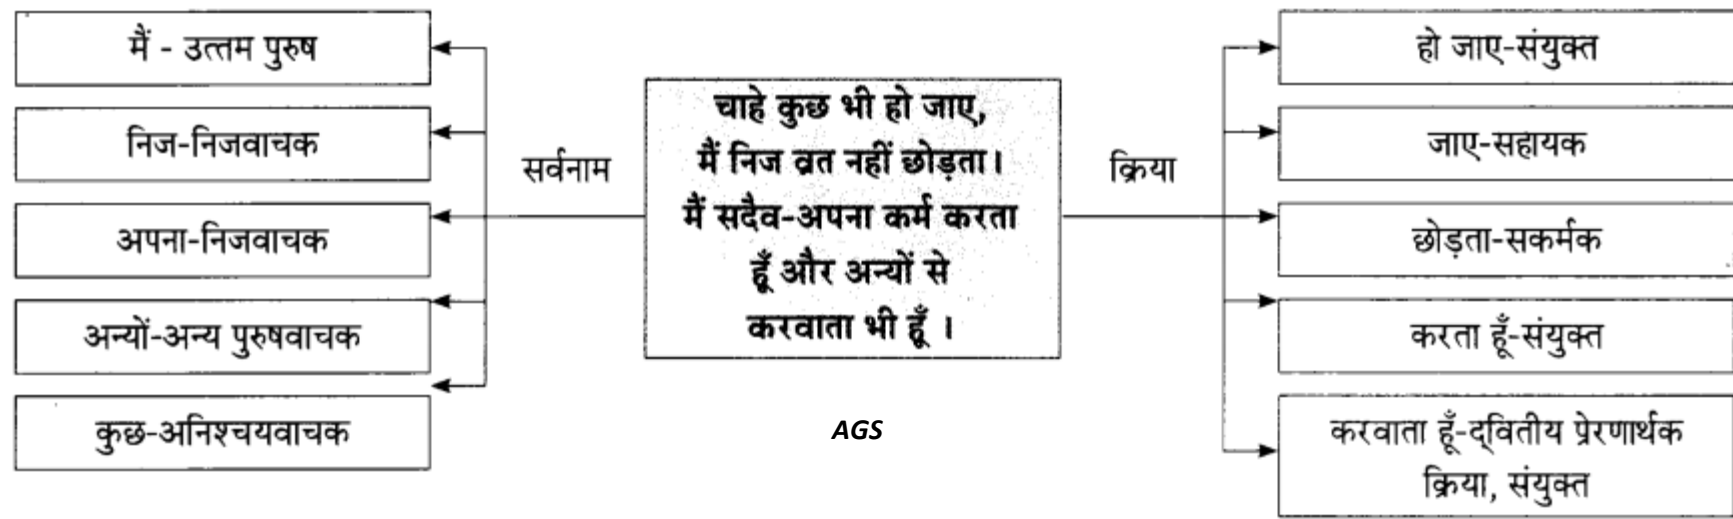 मैं - उत्तम पुरुष
निज-निजवाचक
अपना-निजवाचक
अन्यों-अन्य पुरुषवाचक
कुछ-अनिश्चयवाचक
सर्वनाम
चाहे कुछ भी हो जाए,
मैं निज व्रत नहीं छोड़ता।
मैं सदैव-अपना कर्म करता
हूँ और अन्यों से
करवाता भी हूँ ।
AGS
क्रिया
हो जाए-संयुक्त
जाए-सहायक
छोड़ता-सकर्मक
करता हूँ-संयुक्त
करवाता हूँ-द्‌वितीय प्रेरणार्थक
क्रिया, संयुक्त